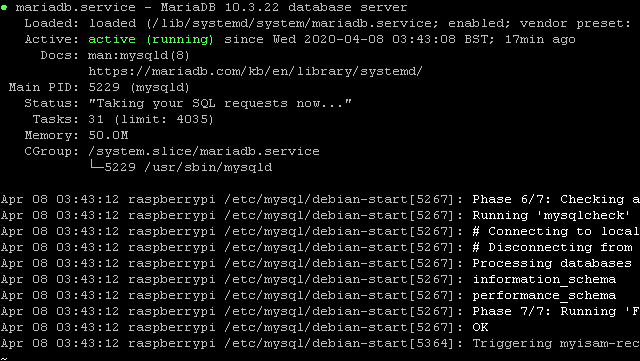 ● mariadb.service - MariaDB 10.3.22 database server
Loaded: loaded (/lib/systemd/system/mariadb.service; enabled; vendor preset:
Active: active (running) since Wed 2020-04-08 03:43:08 BST; 17min ago
Docs: man:mysqld(8)
https://mariadb.com/kb/en/library/systemd/
Main PID: 5229 (mysqld)
Status: "Taking your SQL requests now..."
Tasks: 31 (limit: 4035)
Memory: 50.0M
CGroup: /system.slice/mariadb.service
└─5229 /usr/sbin/mysqld
Apr 08 03:43:12 raspberrypi /etc/mysql/debian-start[5267]: Phase 6/7: Checking a
Apr 08 03:43:12 raspberrypi /etc/mysql/debian-start[5267]: Running 'mysqlcheck'
Apr 08 03:43:12 raspberrypi /etc/mysql/debian-start[5267]: # Connecting to local
Apr 08 03:43:12 raspberrypi /etc/mysql/debian-start[5267]: # Disconnecting from
Apr 08 03:43:12 raspberrypi /etc/mysql/debian-start[5267]: Processing databases
Apr 08 03:43:12 raspberrypi /etc/mysql/debian-start[5267]: information_schema
Apr 08 03:43:12 raspberrypi /etc/mysql/debian-start[5267]: performance_schema
Apr 08 03:43:12 raspberrypi /etc/mysql/debian-start[5267]: Phase 7/7: Running 'F
Apr 08 03:43:12 raspberrypi /etc/mysql/debian-start[5267]: OK
Apr 08 03:43:12 raspberrypi /etc/mysql/debian-start[5364]: Triggering myisam-rec
~